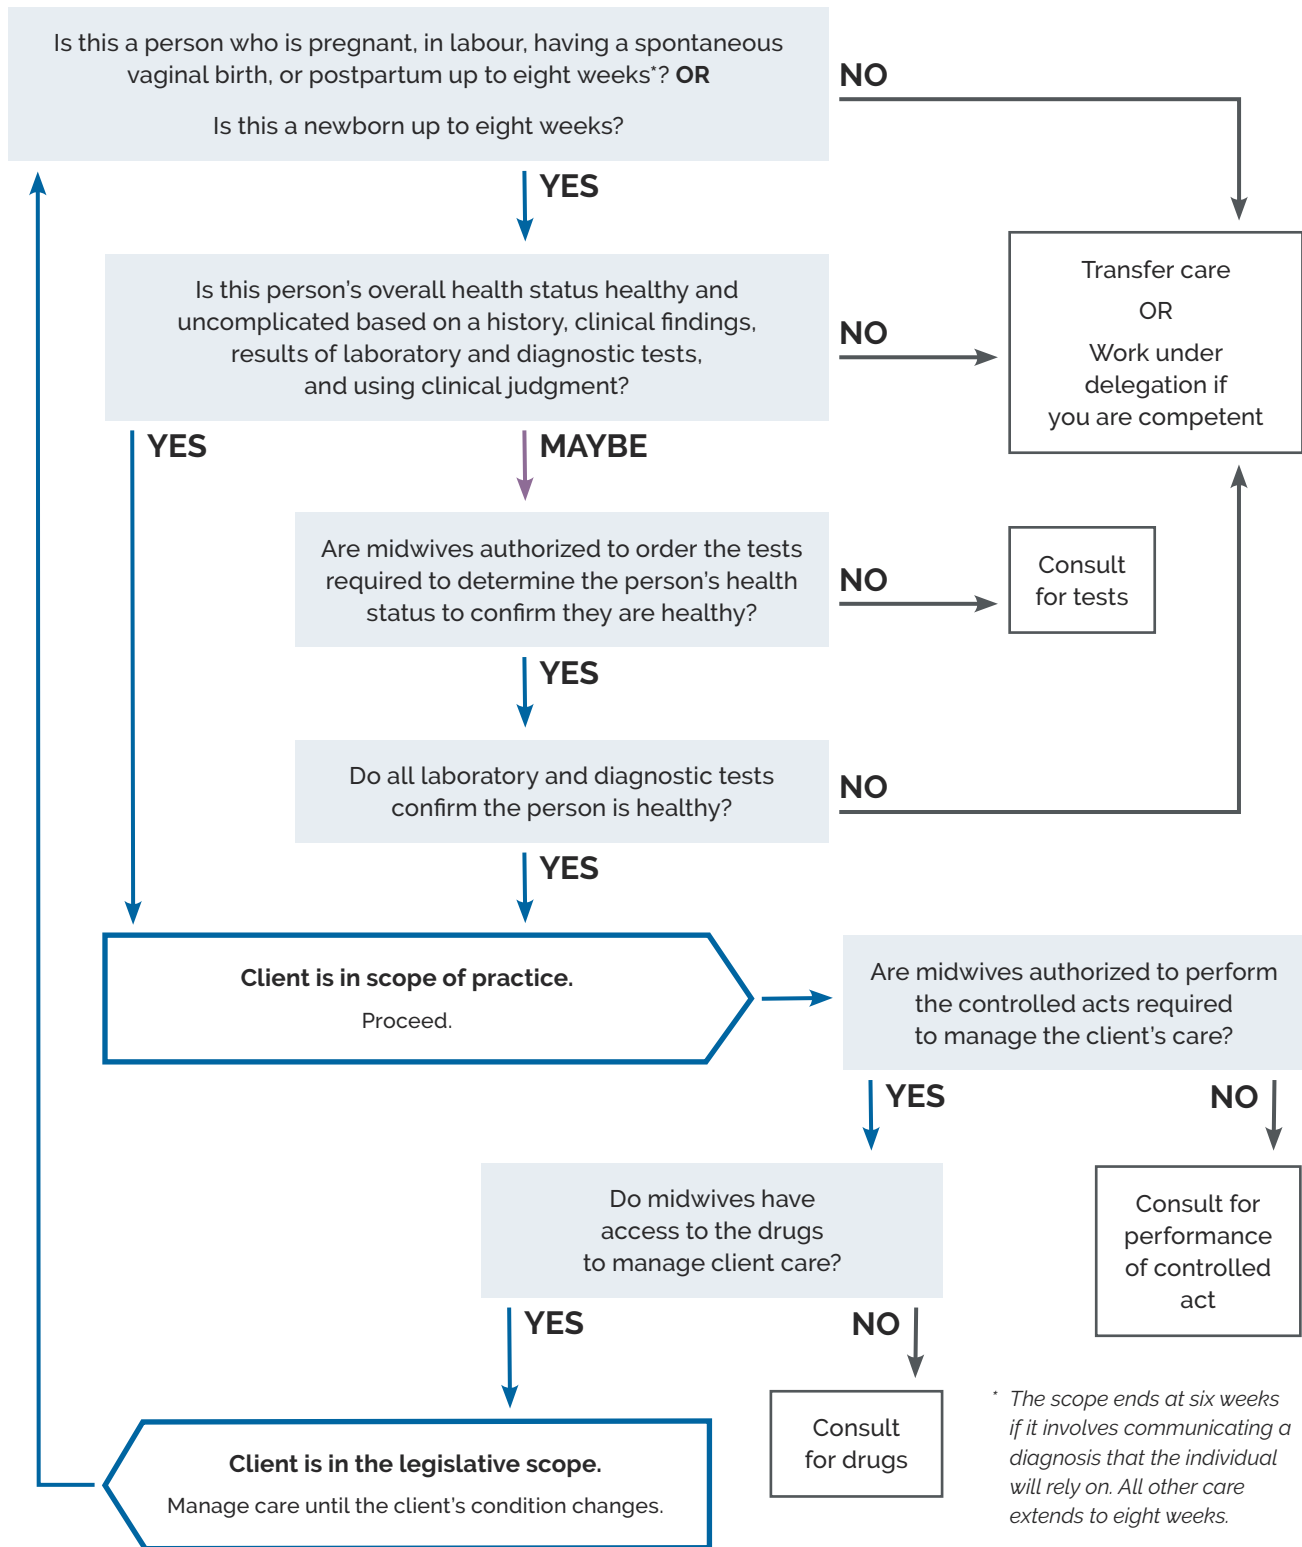 Is this a person who is pregnant, in labour, having a spontaneous
vaginal birth, or postpartum up to eight weeks*? OR
Is this a newborn up to eight weeks?
NO
YES
Transfer care
OR
Work under
delegation if
you are competent
Is this person's overall health status healthy and
uncomplicated based on a history, clinical findings,
results of laboratory and diagnostic tests,
and using clinical judgment?
NO
YES
MAYBE
Are midwives authorized to order the tests
required to determine the person's health
status to confirm they are healthy?
NO
Consult
for tests
YES
Do all laboratory and diagnostic tests
confirm the person is healthy?
NO
YES
Client is in scope of practice.
Proceed.
Are midwives authorized to perform
the controlled acts required
to manage the client's care?
YES
NO
Do midwives have
access to the drugs
to manage client care?
Consult for
performance
of controlled
act
YES
NO
Consult
for drugs
Client is in the legislative scope.
Manage care until the client's condition changes.
* The scope ends at six weeks
if it involves communicating a
diagnosis that the individual
will rely on. All other care
extends to eight weeks.